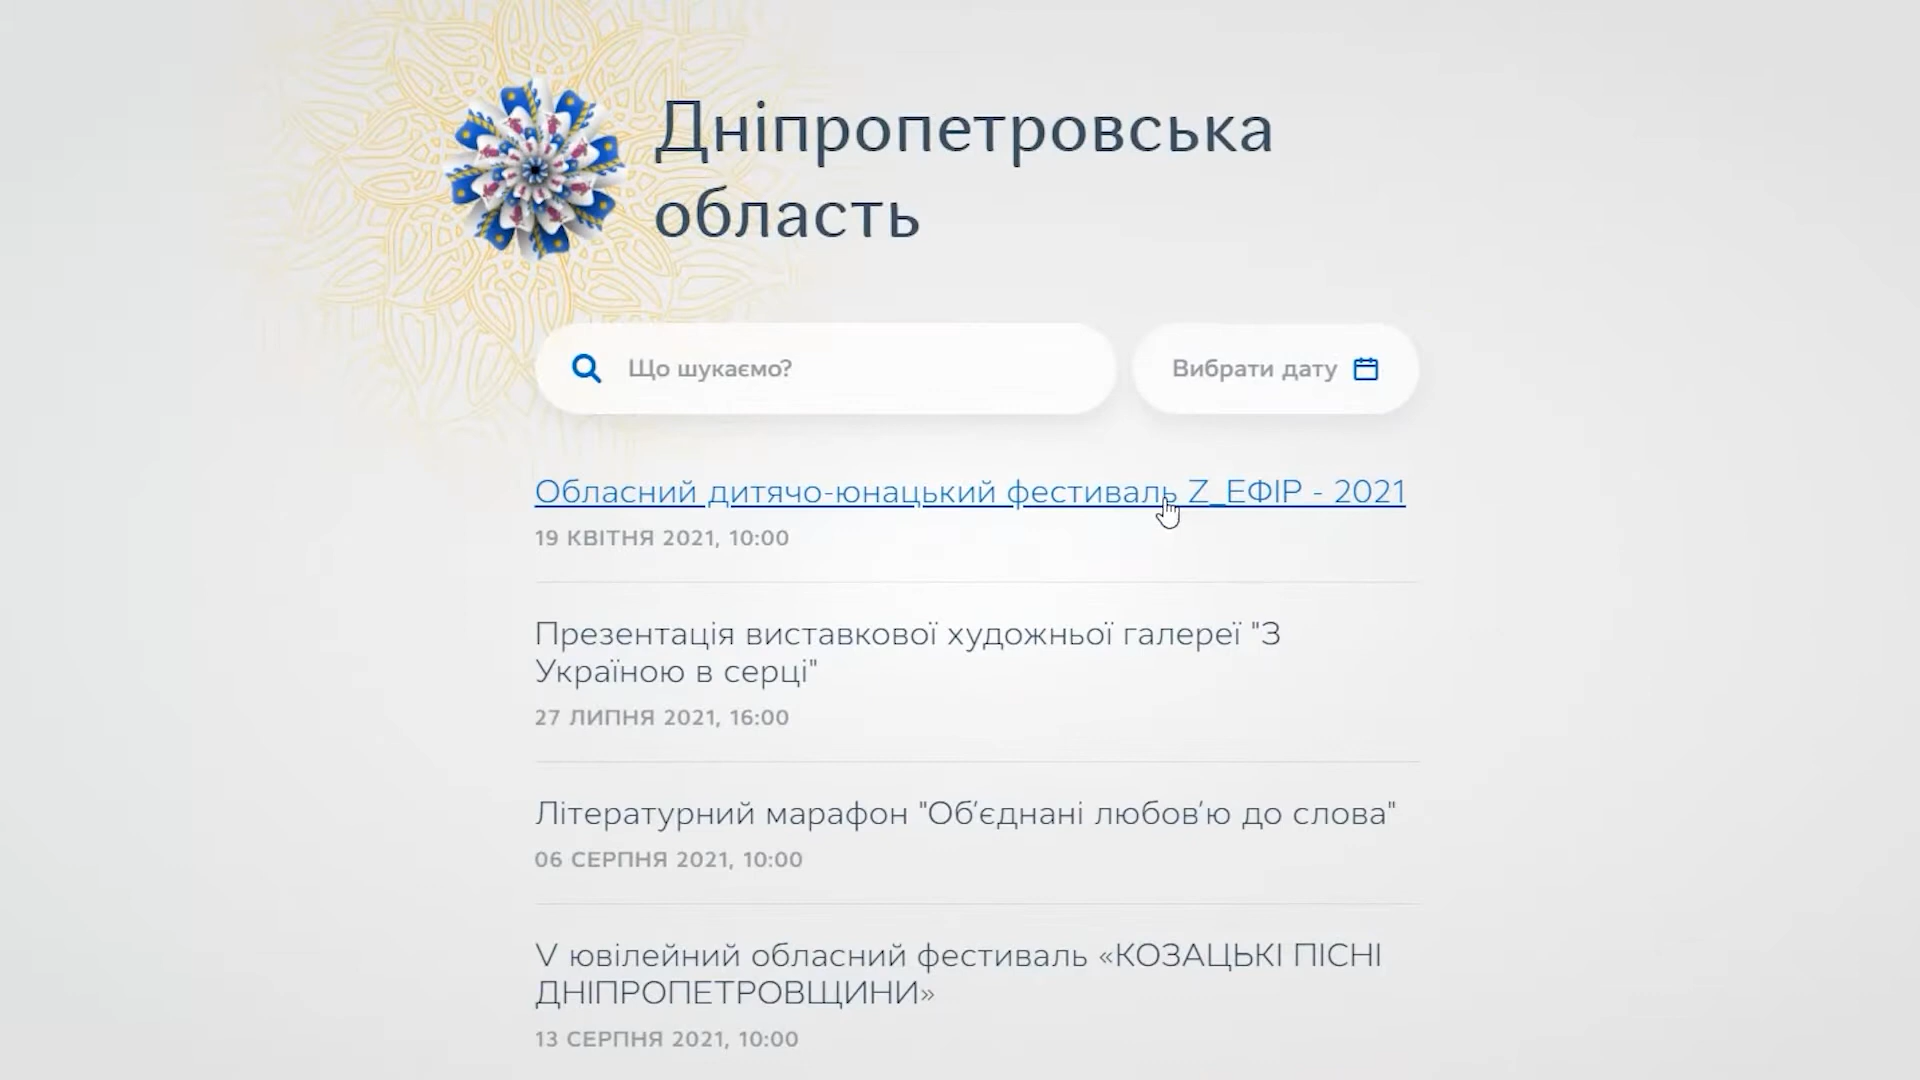 Дніпропетровська
область
Що шукаємо?
Вибрати дату
Обласний дитячо-юнацький фестиваль Z_ЕФІР - 2021
19 КВІТНЯ 2021, 10:00
Презентація виставкової художньої галереї "З
Україною в серці"
27 ЛИПНЯ 2021, 16:00
Літературний марафон "Об’єднані любов’ю до слова"
06 СЕРПНЯ 2021, 10:00
V ювілейний обласний фестиваль «КОЗАЦЬКІ ПІСНІ
ДНІПРОПЕТРОВЩИНИ»
13 СЕРПНЯ 2021, 10:00